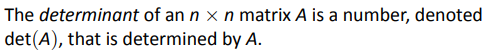 The determinant of an n × n matrix A is a number, denoted
det(A), that is determined by A.